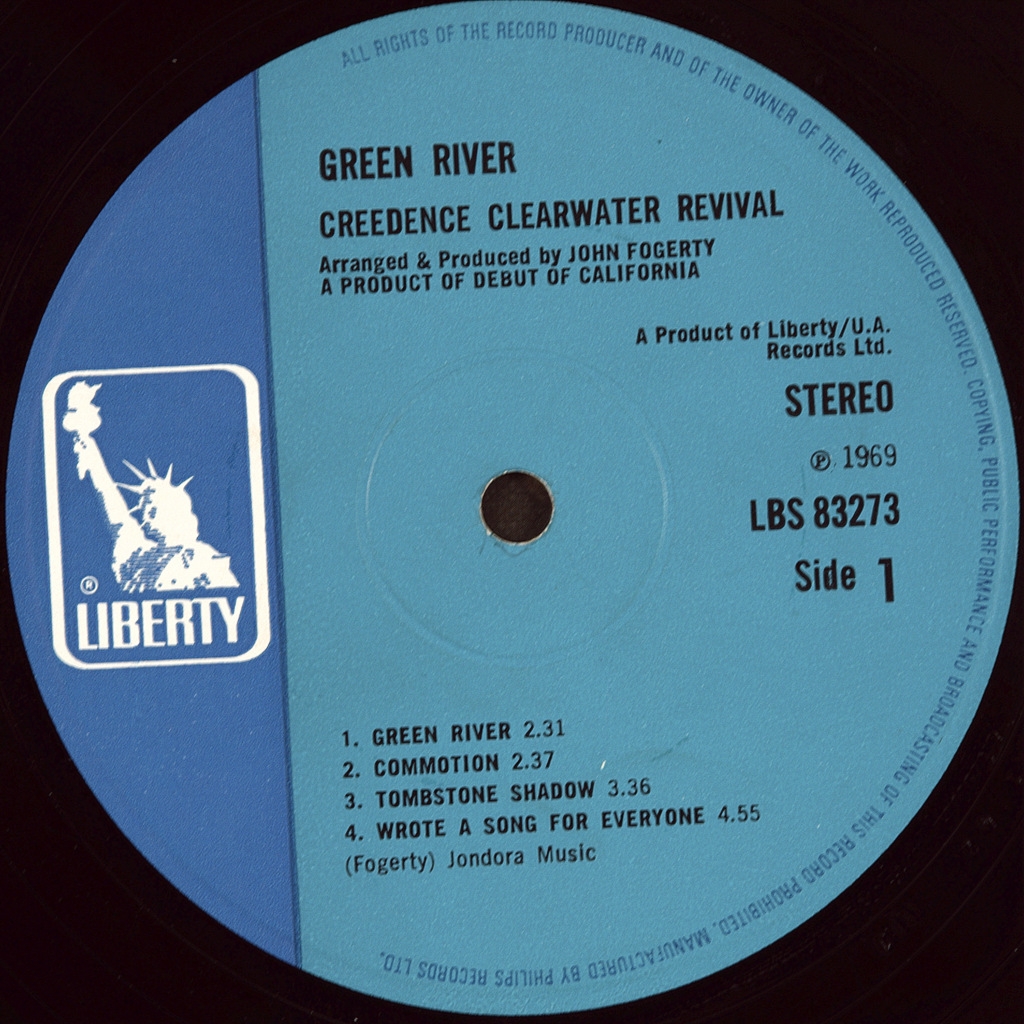 ALL RIGHTS OF THE RECORD PRODUCER AND OF THE OWNER OF THE WORK REPRODUCED RESERVED. COPYING, PUBLIC PERFORMANCE AND BROADCASTING OF THIS RECORD PROHIBITED. MANUFACTURED BY PHILIPS RECORDS LTD.
GREEN RIVER
CREEDENCE CLEARWATER REVIVAL
Arranged & Produced by JOHN FOGERTY
A PRODUCT OF DEBUT OF CALIFORNIA
A Product of Liberty/U.A.
Records Ltd.
STEREO
℗ 1969
LBS 83273
Side 1
®
LIBERTY
1. GREEN RIVER 2.31
2. COMMOTION 2.37
3. TOMBSTONE SHADOW 3.36
4. WROTE A SONG FOR EVERYONE 4.55
(Fogerty) Jondora Music